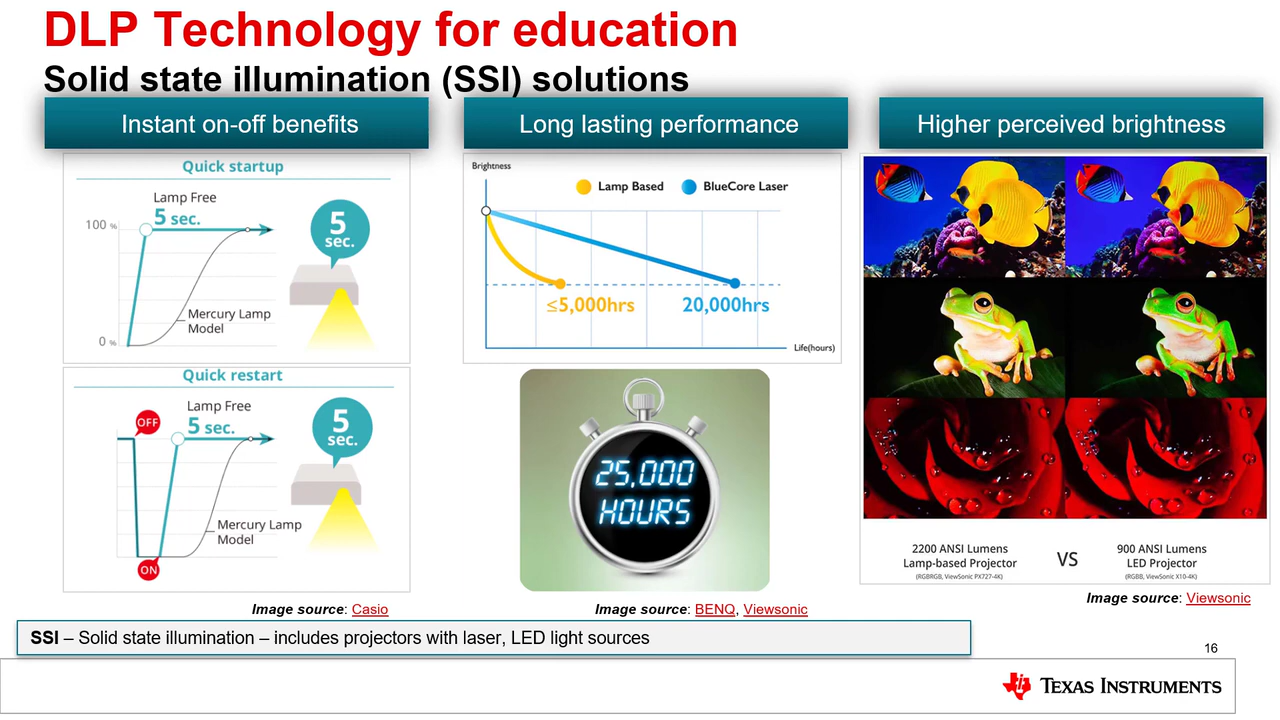 DLP Technology for education
Solid state illumination (SSI) solutions
Instant on-off benefits
Quick startup
Lamp Free
5 sec.
100 %
5
sec.
Mercury Lamp
Model
0 %
Quick restart
Lamp Free
OFF
5 sec.
5
sec.
Mercury Lamp
Model
ON
Image source: Casio
Long lasting performance
Brightness
Lamp Based
BlueCore Laser
≤5,000hrs
20,000hrs
Life(hours)
25,000
HOURS
Image source: BENQ, Viewsonic
Higher perceived brightness
2200 ANSI Lumens
Lamp-based Projector
(RGBRGB, ViewSonic PX727-4K)
VS
900 ANSI Lumens
LED Projector
(RGBB, ViewSonic X10-4K)
Image source: Viewsonic
SSI – Solid state illumination – includes projectors with laser, LED light sources
16
TEXAS INSTRUMENTS